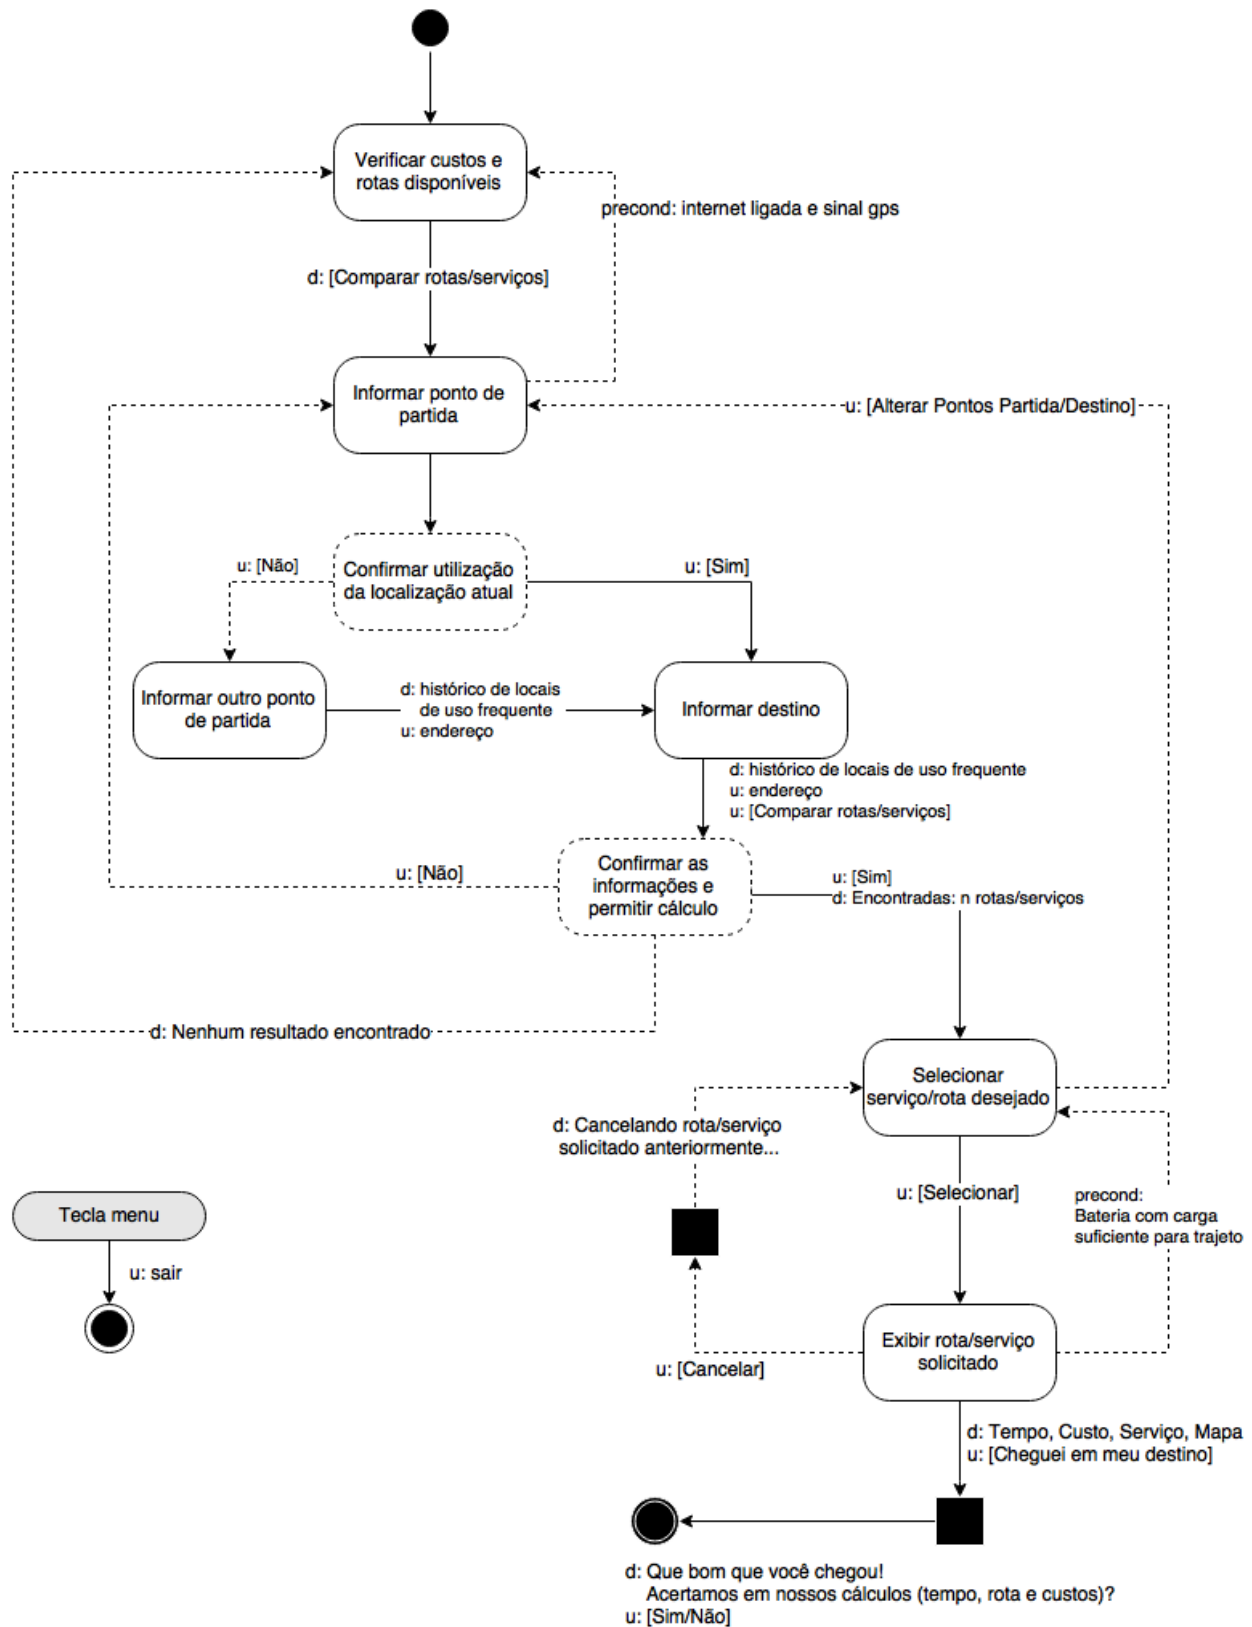 Verificar custos e
rotas disponíveis
precond: internet ligada e sinal gps
d: [Comparar rotas/serviços]
Informar ponto de
partida
u: [Alterar Pontos Partida/Destino]
Confirmar utilização
da localização atual
u: [Não]
u: [Sim]
Informar outro ponto
de partida
d: histórico de locais
de uso frequente
u: endereço
Informar destino
d: histórico de locais de uso frequente
u: endereço
u: [Comparar rotas/serviços]
Confirmar as
informações e
permitir cálculo
u: [Não]
u: [Sim]
d: Encontradas: n rotas/serviços
d: Nenhum resultado encontrado
Selecionar
serviço/rota desejado
d: Cancelando rota/serviço
solicitado anteriormente...
u: [Selecionar]
precond:
Bateria com carga
suficiente para trajeto
Tecla menu
u: sair
Exibir rota/serviço
solicitado
u: [Cancelar]
d: Tempo, Custo, Serviço, Mapa
u: [Cheguei em meu destino]
d: Que bom que você chegou!
Acertamos em nossos cálculos (tempo, rota e custos)?
u: [Sim/Não]